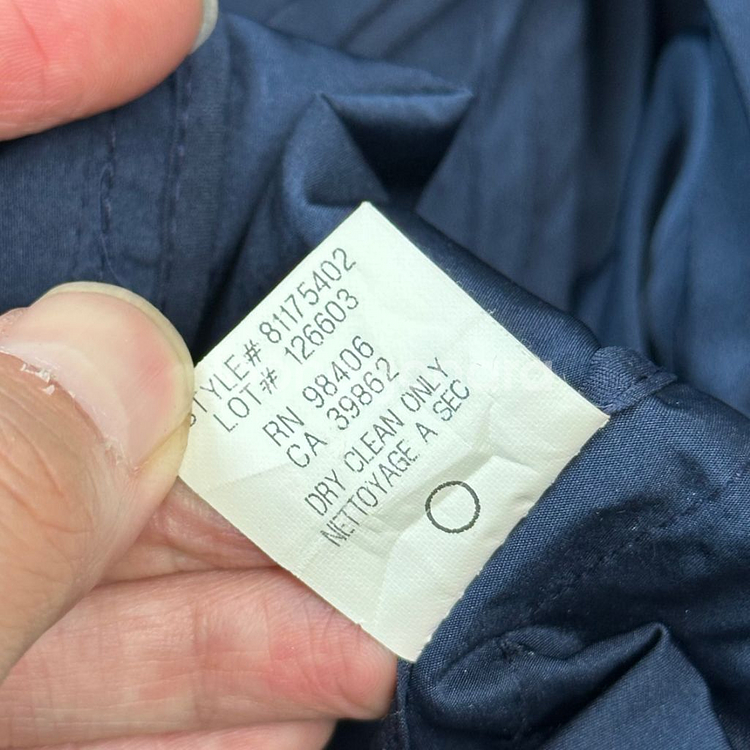 STYLE# 81175402
LOT# 126603
RN 98406
CA 39862
DRY CLEAN ONLY
NETTOYAGE A SEC